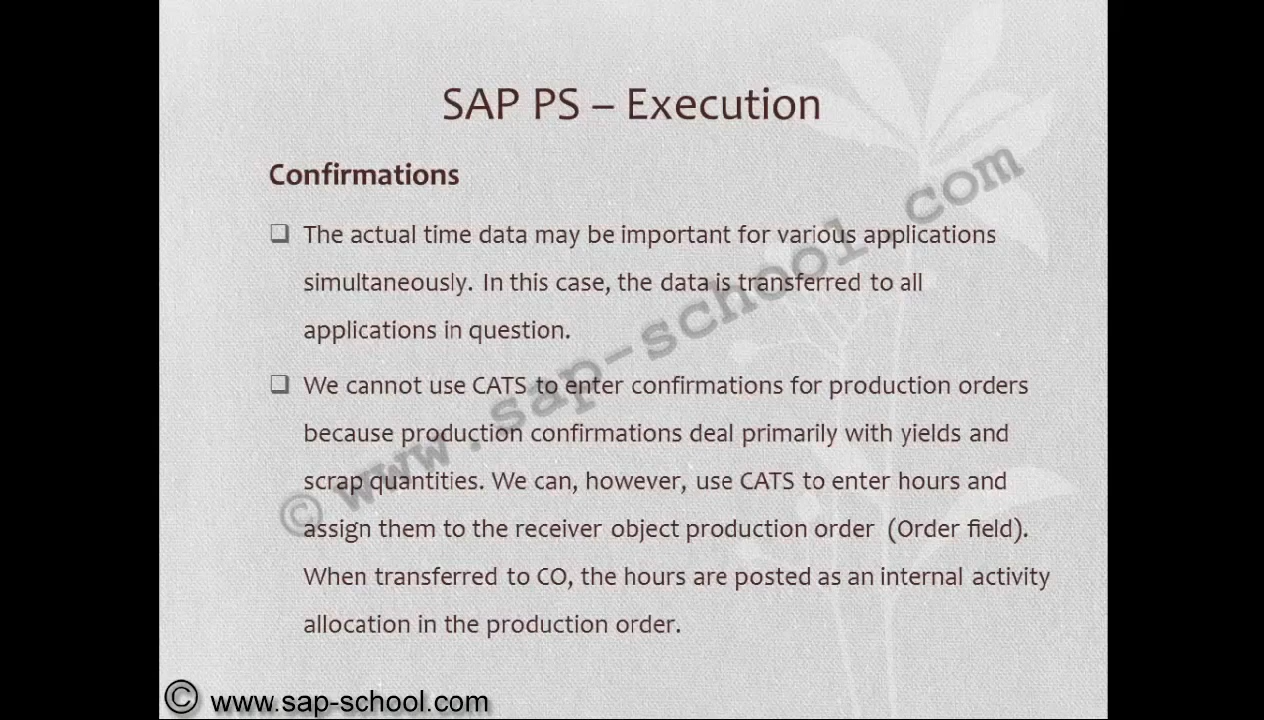 SAP PS – Execution
Confirmations
The actual time data may be important for various applications
simultaneously. In this case, the data is transferred to all
applications in question.
We cannot use CATS to enter confirmations for production orders
because production confirmations deal primarily with yields and
scrap quantities. We can, however, use CATS to enter hours and
assign them to the receiver object production order (Order field).
When transferred to CO, the hours are posted as an internal activity
allocation in the production order.
© www.sap-school.com
© www.sap-school.com